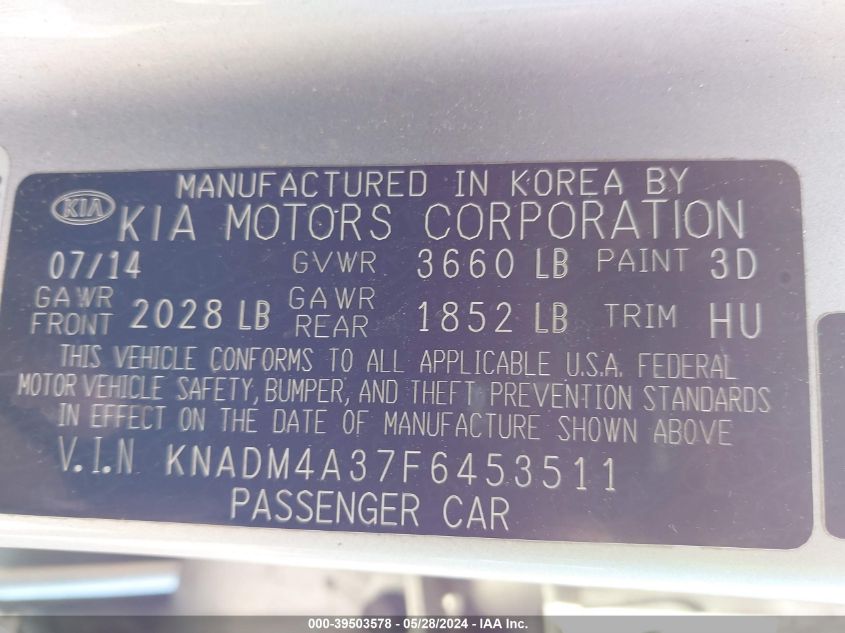 MANUFACTURED IN KOREA BY
KIA KIA MOTORS CORPORATION
07/14 GVWR 3660 LB PAINT 3D
GAWR FRONT 2028 LB GAWR REAR 1852 LB TRIM HU
THIS VEHICLE CONFORMS TO ALL APPLICABLE U.S.A. FEDERAL
MOTOR VEHICLE SAFETY, BUMPER, AND THEFT PREVENTION STANDARDS
IN EFFECT ON THE DATE OF MANUFACTURE SHOWN ABOVE
V.I.N KNADM4A37F6453511
PASSENGER CAR
000-39503578 - 05/28/2024 - IAA Inc.